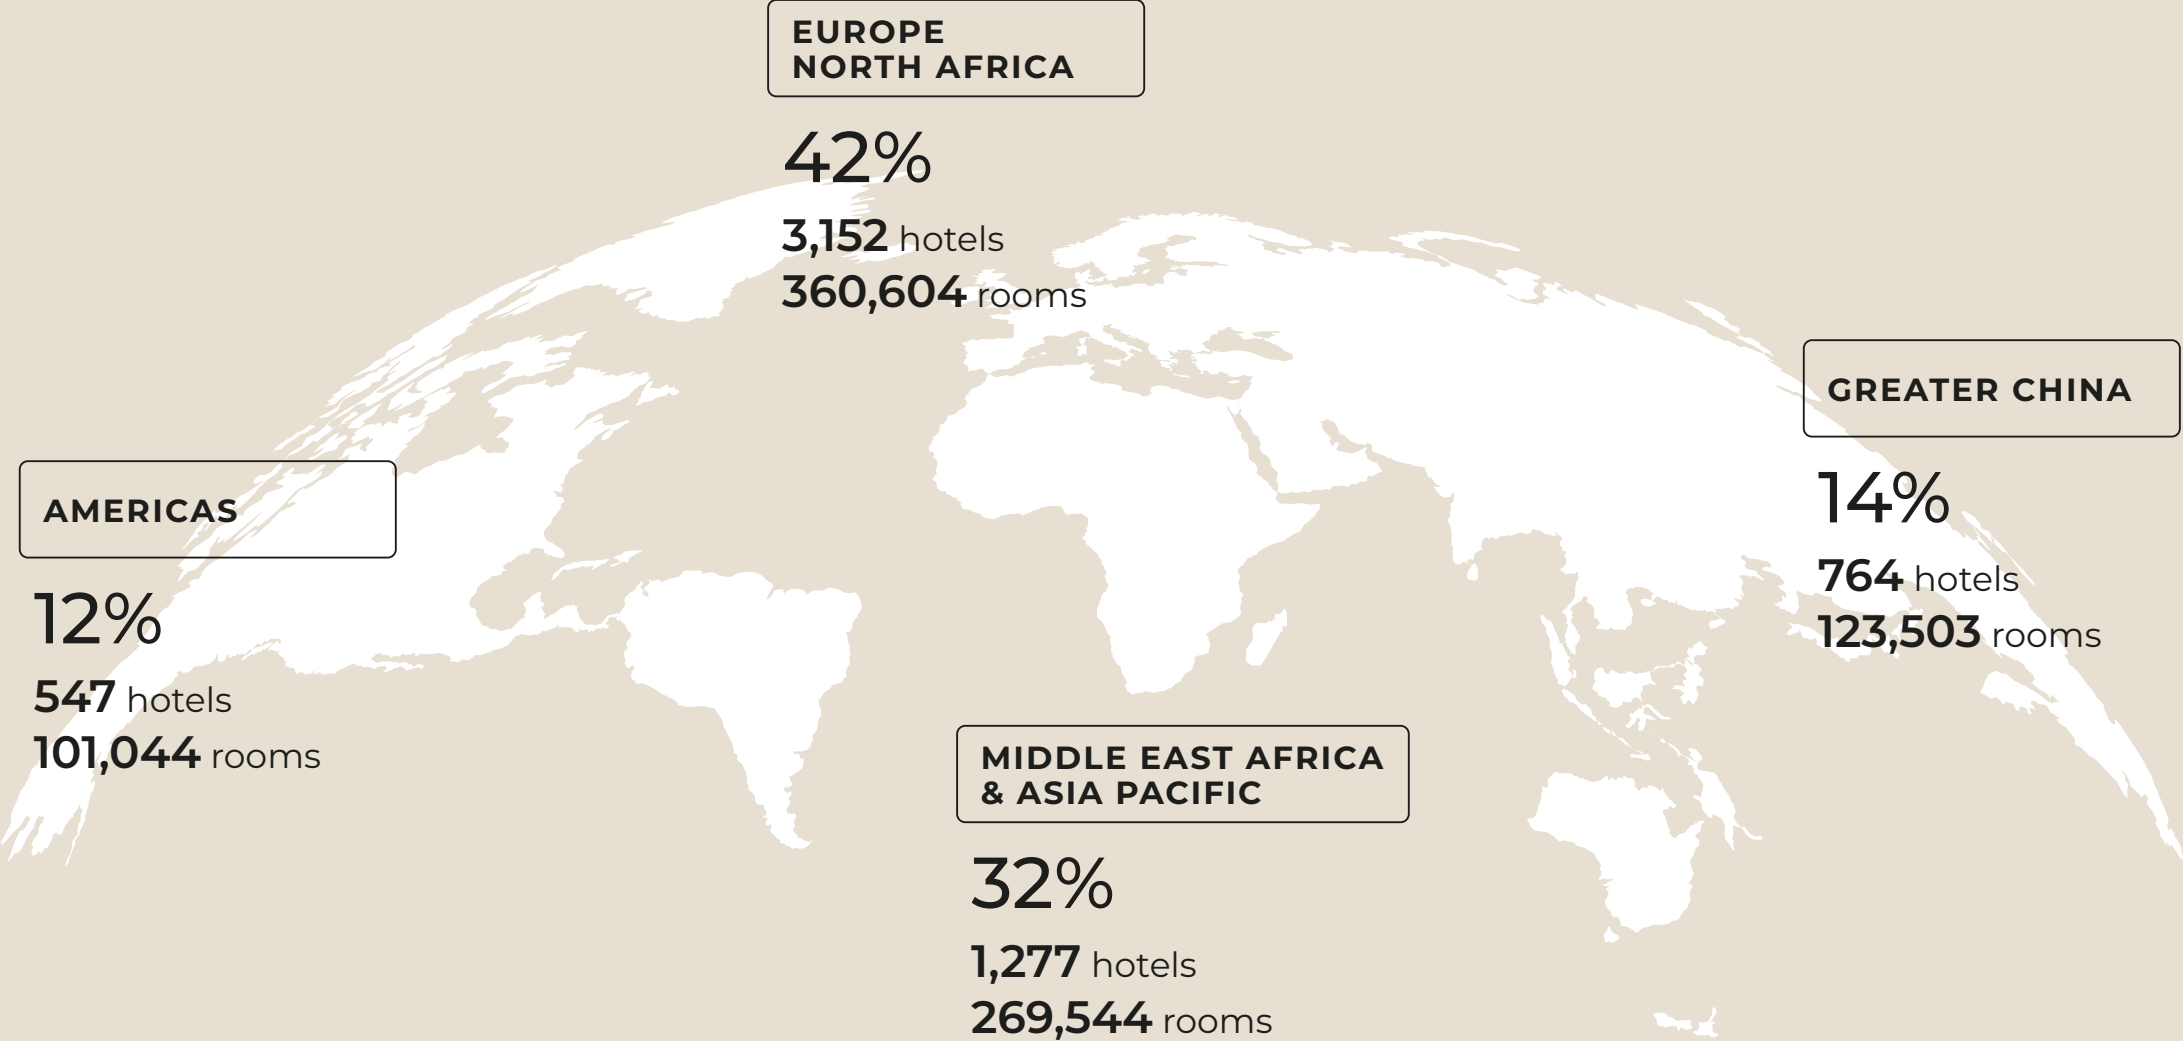 EUROPE
NORTH AFRICA
42%
3,152 hotels
360,604 rooms
GREATER CHINA
14%
764 hotels
123,503 rooms
AMERICAS
12%
547 hotels
101,044 rooms
MIDDLE EAST AFRICA
& ASIA PACIFIC
32%
1,277 hotels
269,544 rooms